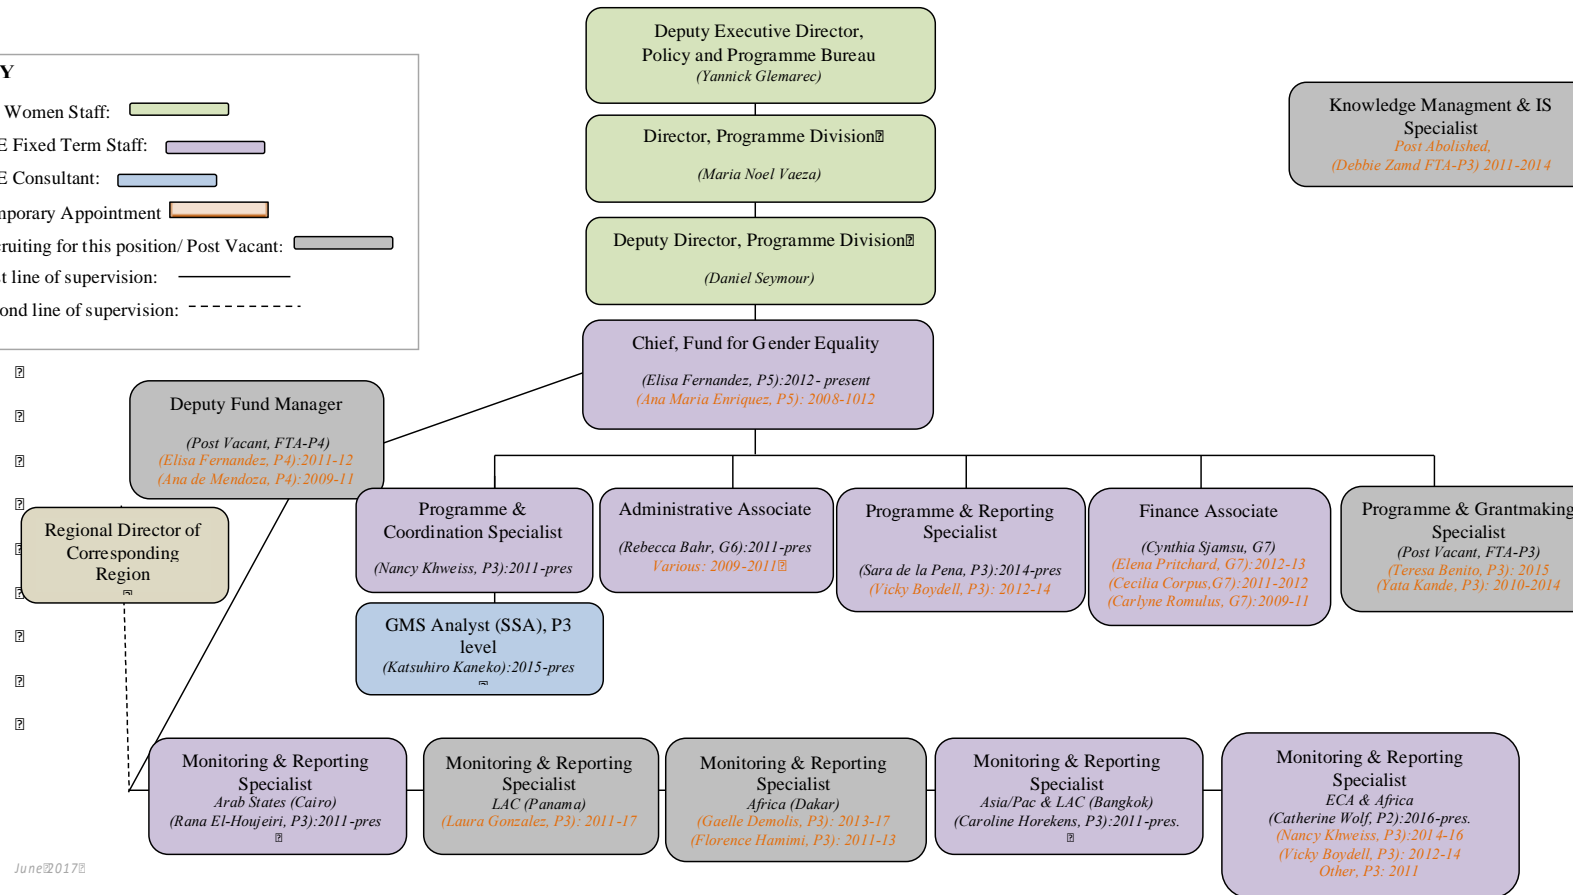 Deputy Executive Director,
Policy and Programme Bureau
(Yannick Glemarec)
Director, Programme Division
(Maria Noel Vaeza)
Deputy Director, Programme Division
(Daniel Seymour)
Chief, Fund for Gender Equality
(Elisa Fernandez, P5):2012- present
(Ana Maria Enriquez, P5): 2008-1012
Y
Women Staff:
E Fixed Term Staff:
E Consultant:
mporary Appointment
cruiting for this position/ Post Vacant:
st line of supervision:
ond line of supervision:
Knowledge Managment & IS
Specialist
Post Abolished,
(Debbie Zamd FTA-P3) 2011-2014
Deputy Fund Manager
(Post Vacant, FTA-P4)
(Elisa Fernandez, P4):2011-12
(Ana de Mendoza, P4):2009-11
Regional Director of
Corresponding
Region
Programme &
Coordination Specialist
(Nancy Khweiss, P3):2011-pres
GMS Analyst (SSA), P3
level
(Katsuhiro Kaneko):2015-pres
Administrative Associate
(Rebecca Bahr, G6):2011-pres
Various: 2009-2011
Programme & Reporting
Specialist
(Sara de la Pena, P3):2014-pres
(Vicky Boydell, P3): 2012-14
Finance Associate
(Cynthia Sjamsu, G7)
(Elena Pritchard, G7):2012-13
(Cecilia Corpus,G7):2011-2012
(Carlyne Romulus, G7):2009-11
Programme & Grantmaking
Specialist
(Post Vacant, FTA-P3)
(Teresa Benito, P3): 2015
(Yata Kande, P3): 2010-2014
Monitoring & Reporting
Specialist
Arab States (Cairo)
(Rana El-Houjeiri, P3):2011-pres
Monitoring & Reporting
Specialist
LAC (Panama)
(Laura Gonzalez, P3): 2011-17
Monitoring & Reporting
Specialist
Africa (Dakar)
(Gaelle Demolis, P3): 2013-17
(Florence Hamimi, P3): 2011-13
Monitoring & Reporting
Specialist
Asia/Pac & LAC (Bangkok)
(Caroline Horekens, P3):2011-pres.
Monitoring & Reporting
Specialist
ECA & Africa
(Catherine Wolf, P2):2016-pres.
(Nancy Khweiss, P3):2014-16
(Vicky Boydell, P3): 2012-14
Other, P3: 2011
June 2017